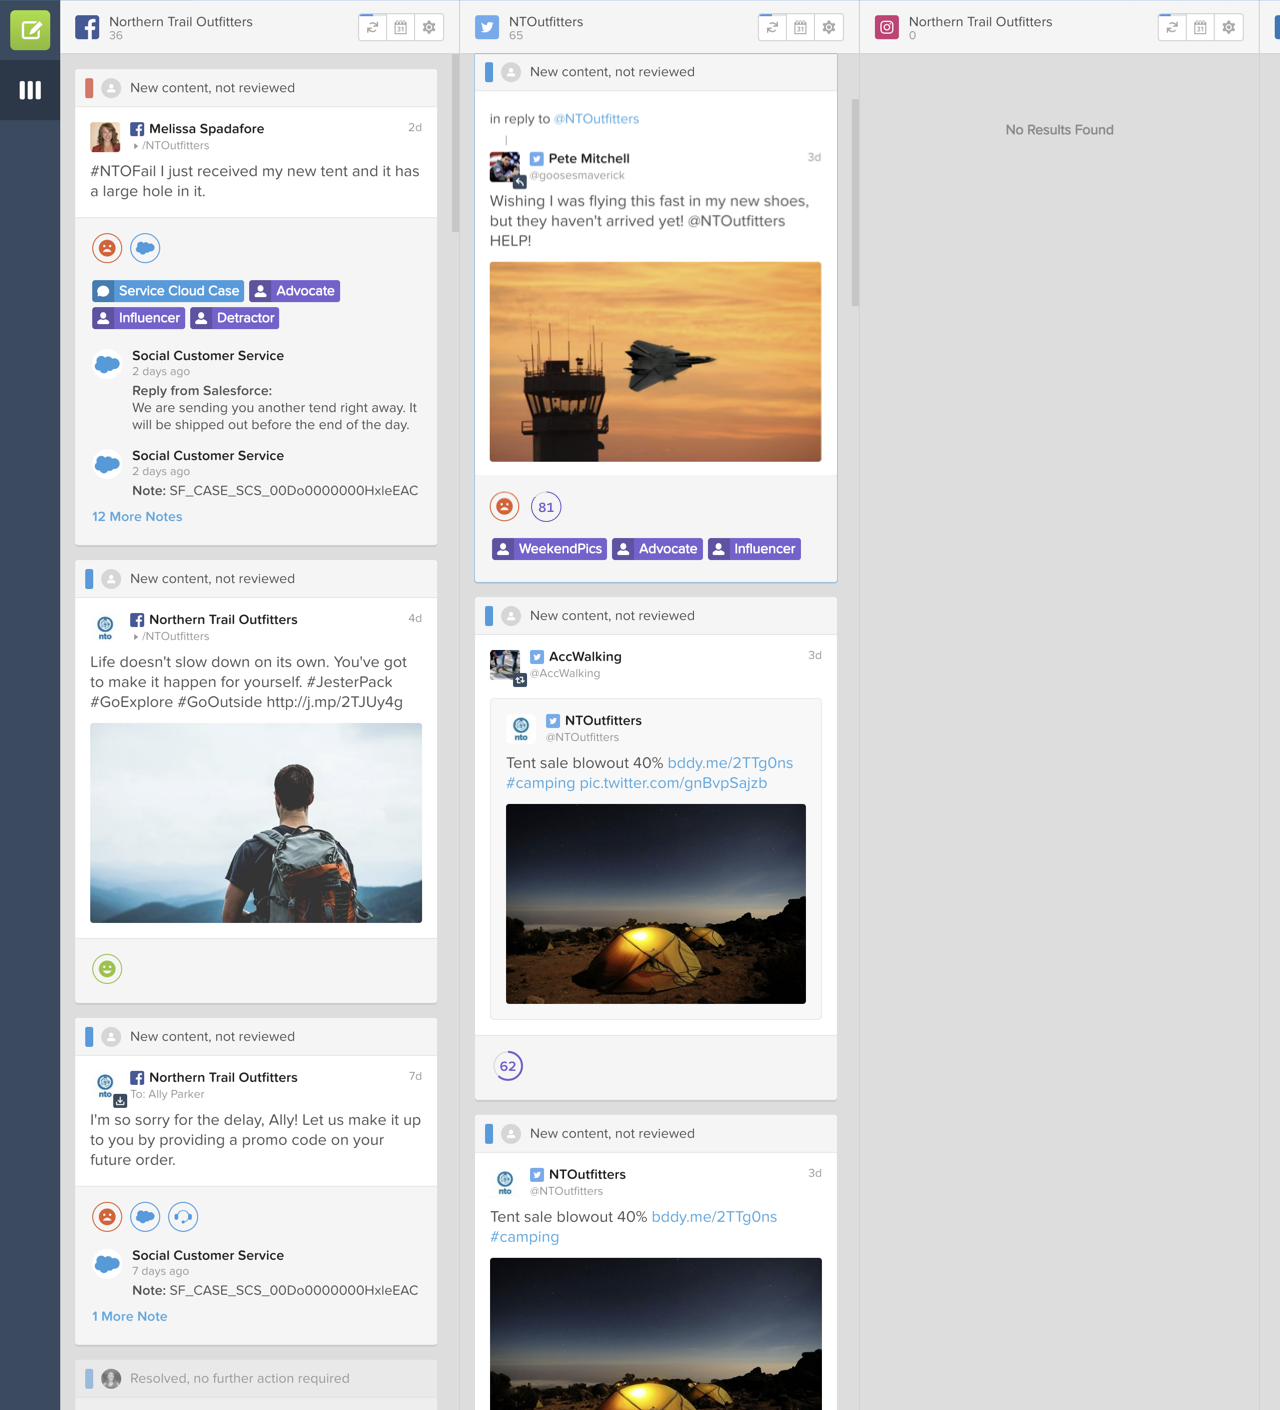 Northern Trail Outfitters
36
31
New content, not reviewed
Melissa Spadafore
2d
/NTOutfitters
#NTOFail I just received my new tent and it has
a large hole in it.
Service Cloud Case
Advocate
Influencer
Detractor
Social Customer Service
2 days ago
Reply from Salesforce:
We are sending you another tend right away. It
will be shipped out before the end of the day.
Social Customer Service
2 days ago
Note: SF_CASE_SCS_00Do0000000HxleEAC
12 More Notes
New content, not reviewed
nto
Northern Trail Outfitters
4d
/NTOutfitters
Life doesn't slow down on its own. You've got
to make it happen for yourself. #JesterPack
#GoExplore #GoOutside http://j.mp/2TJUy4g
New content, not reviewed
nto
Northern Trail Outfitters
7d
To: Ally Parker
I'm so sorry for the delay, Ally! Let us make it up
to you by providing a promo code on your
future order.
Social Customer Service
7 days ago
Note: SF_CASE_SCS_00Do0000000HxleEAC
1 More Note
Resolved, no further action required
NTOutfitters
65
31
New content, not reviewed
in reply to @NTOutfitters
Pete Mitchell
3d
@goosesmaverick
Wishing I was flying this fast in my new shoes,
but they haven't arrived yet! @NTOutfitters
HELP!
81
WeekendPics
Advocate
Influencer
New content, not reviewed
AccWalking
3d
@AccWalking
nto
NTOutfitters
@NTOutfitters
Tent sale blowout 40% bddy.me/2TTg0ns
#camping pic.twitter.com/gnBvpSajzb
62
New content, not reviewed
nto
NTOutfitters
3d
@NTOutfitters
Tent sale blowout 40% bddy.me/2TTg0ns
#camping
Northern Trail Outfitters
0
31
No Results Found